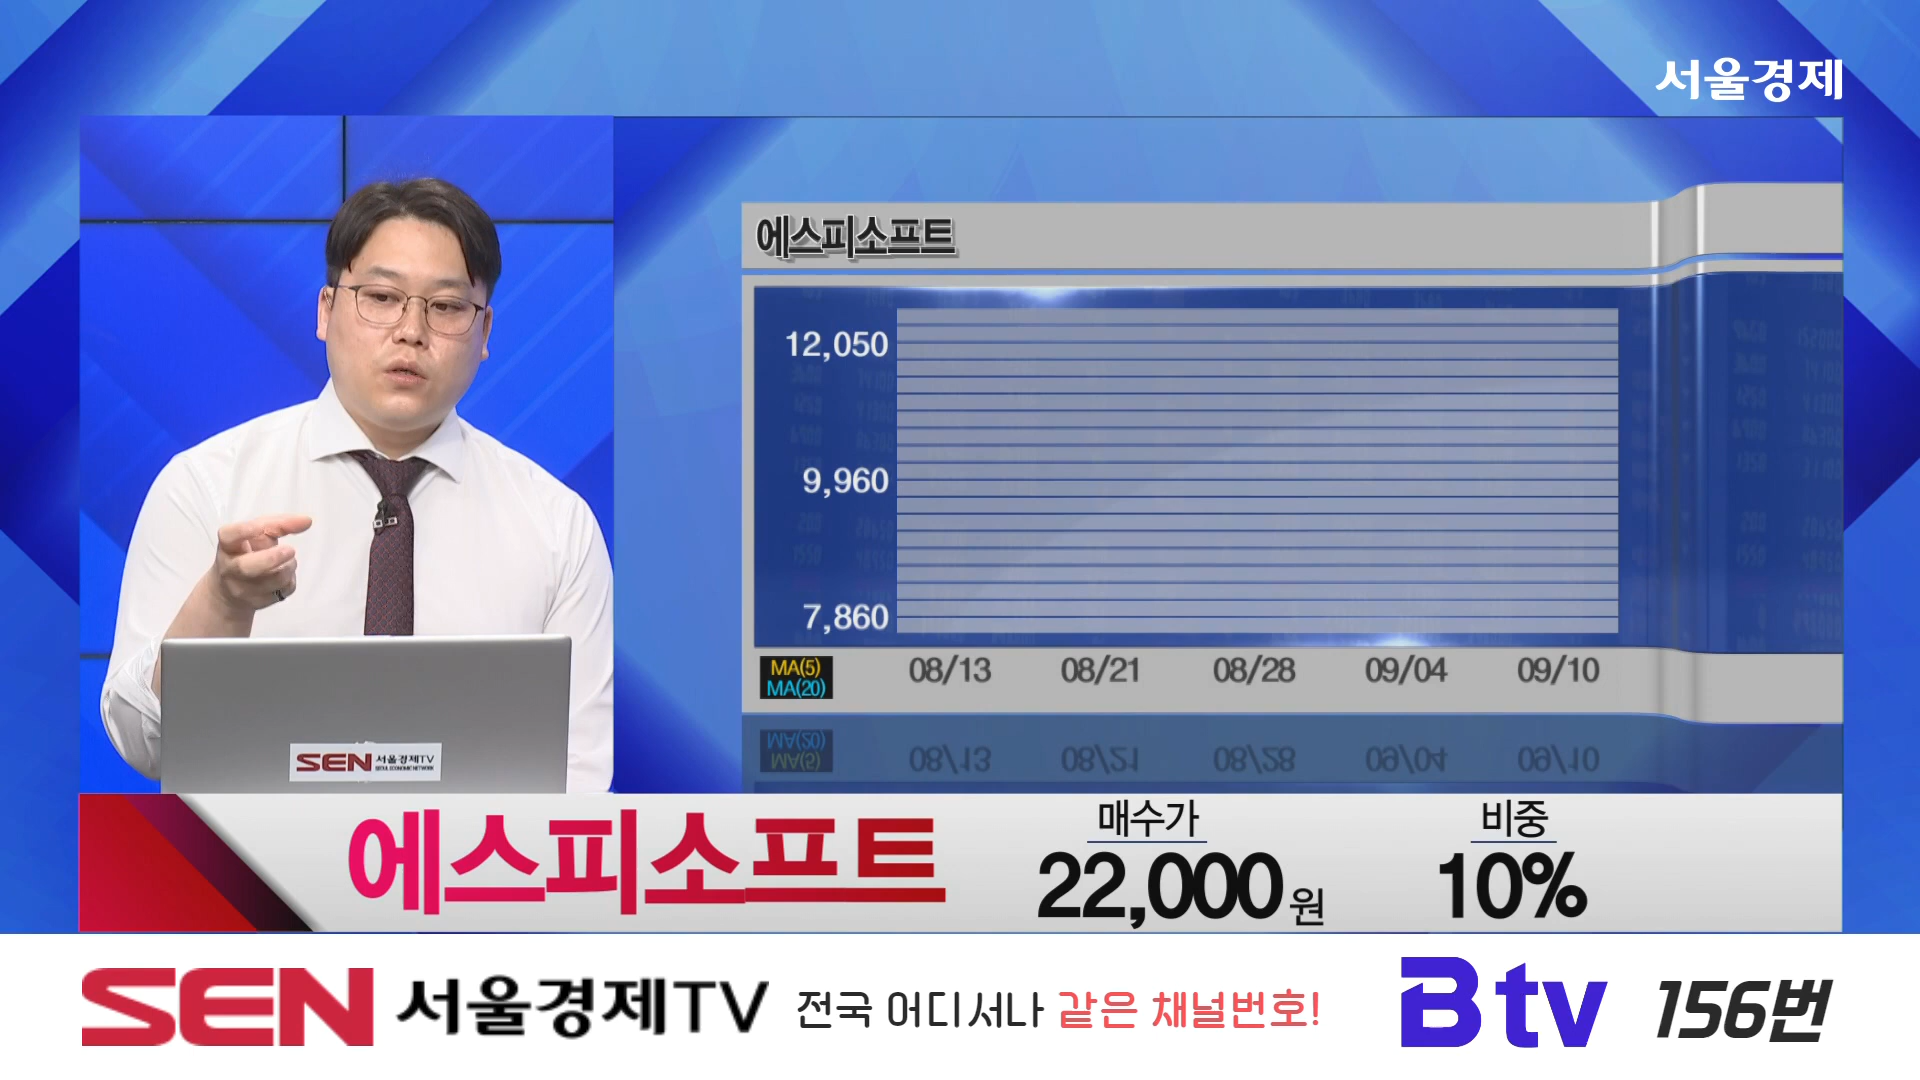 서울경제
에스피소프트
12,050
9,960
7,860
MA(5)
MA(20)
08/13 08/21 08/28 09/04 09/10
SEN 서울경제TV
SEOUL ECONOMIC NETWORK
에스피소프트
매수가
22,000원
비중
10%
SEN 서울경제TV 전국 어디서나 같은 채널번호! B tv 156번